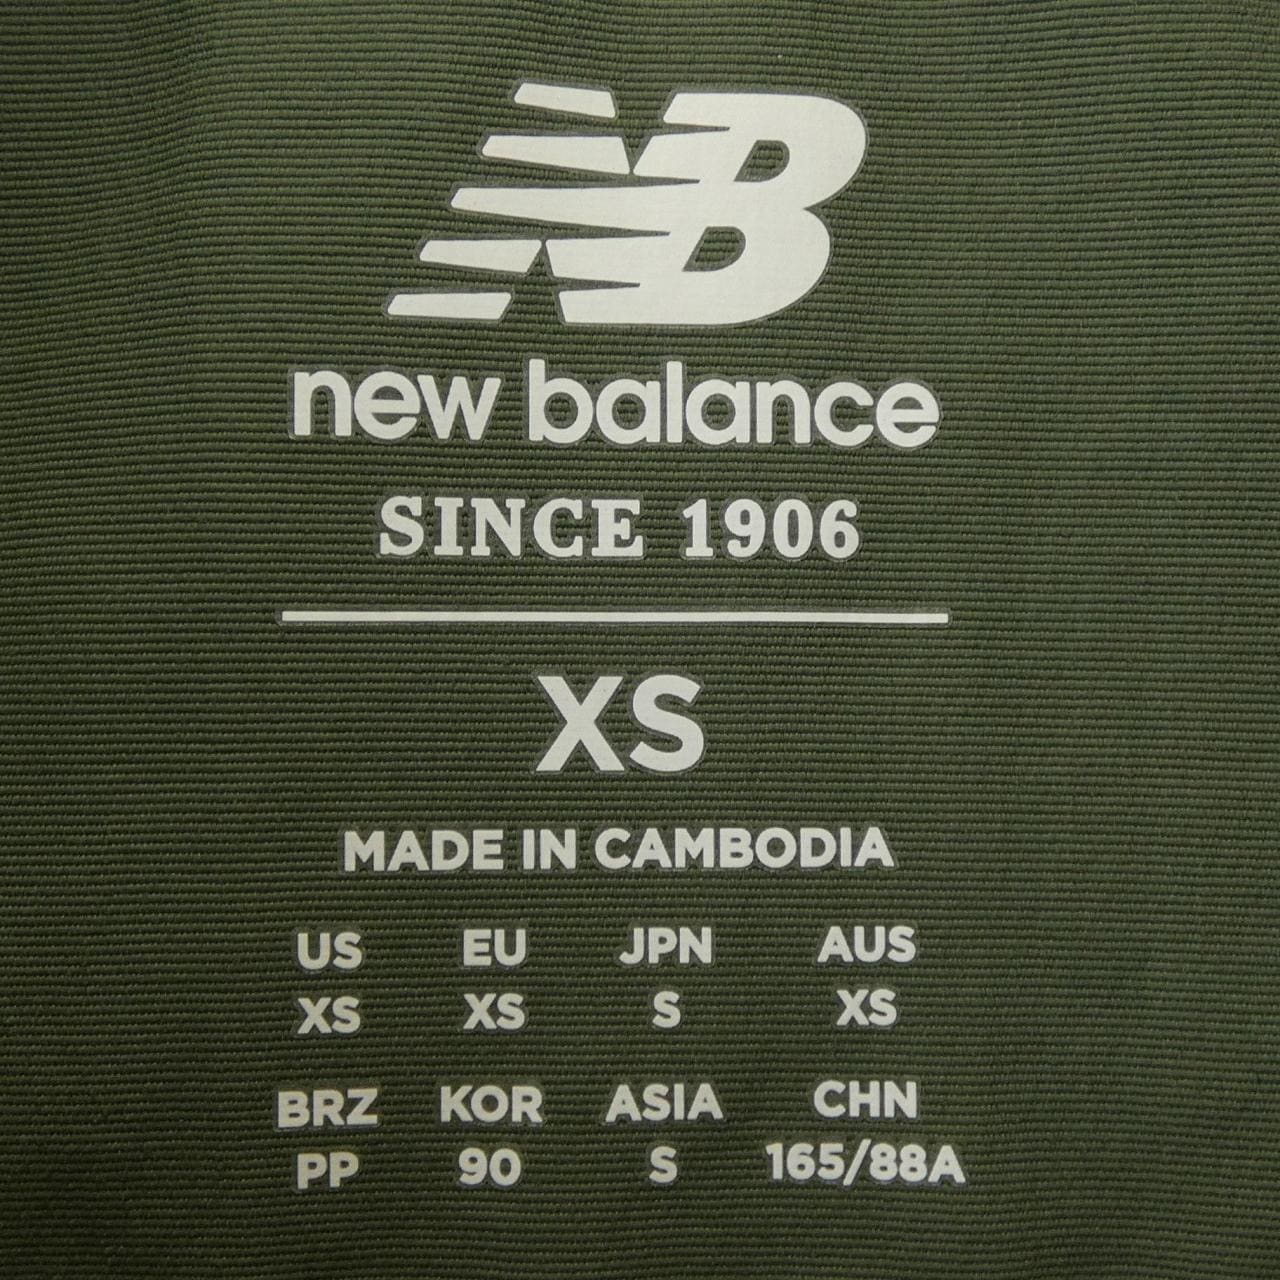 NB
new balance
SINCE 1906
XS
MADE IN CAMBODIA
US EU JPN AUS
XS XS S XS
BRZ KOR ASIA CHN
PP 90 S 165/88A